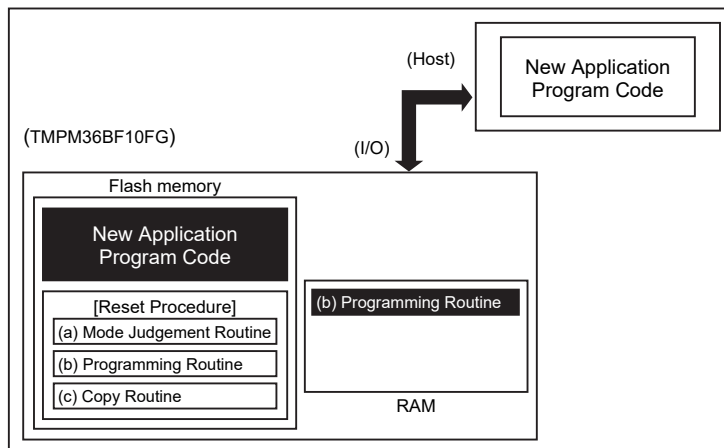 (Host)
New Application
Program Code
(TMPM36BF10FG)
(I/O)
Flash memory
New Application
Program Code
[Reset Procedure]
(a) Mode Judgement Routine
(b) Programming Routine
(c) Copy Routine
(b) Programming Routine
RAM